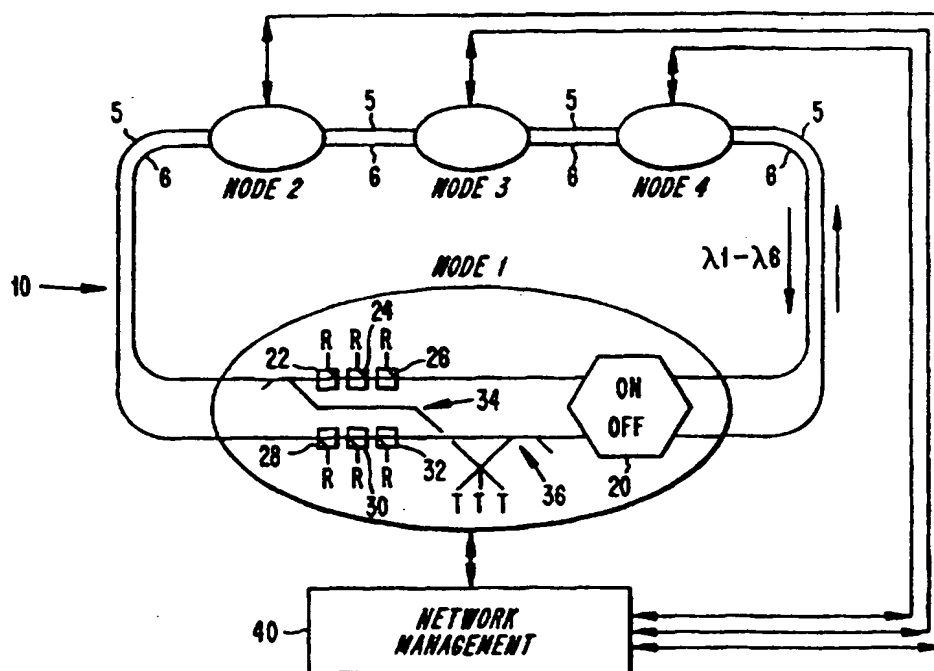 5
5
5
5
6
6
6
6
NODE 2
NODE 3
NODE 4
λ1–λ6
10
NODE 1
R R R
22
24
26
34
ON
OFF
28
R R R
30
32
T T T
36
20
40
NETWORK
MANAGEMENT